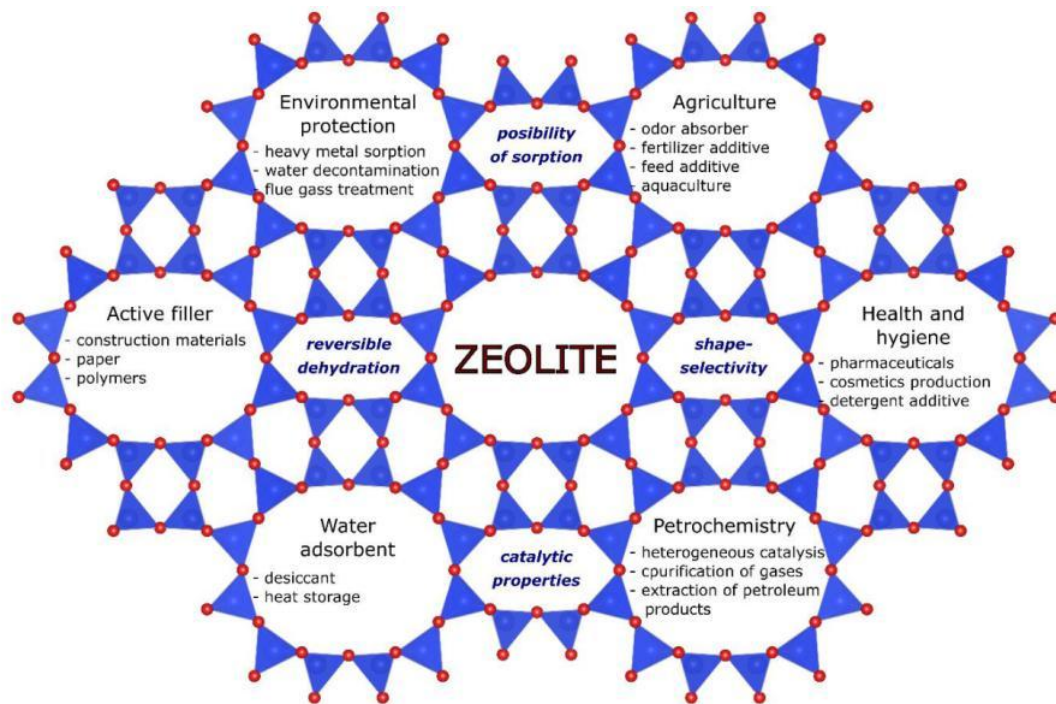 Environmental
protection
- heavy metal sorption
- water decontamination
- flue gass treatment
posibility
of sorption
Agriculture
- odor absorber
- fertilizer additive
- feed additive
- aquaculture
Active filler
- construction materials
- paper
- polymers
reversible
dehydration
ZEOLITE
shape-
selectivity
Health and
hygiene
- pharmaceuticals
- cosmetics production
- detergent additive
Water
adsorbent
- desiccant
- heat storage
catalytic
properties
Petrochemistry
- heterogeneous catalysis
- cpurification of gases
- extraction of petroleum
products